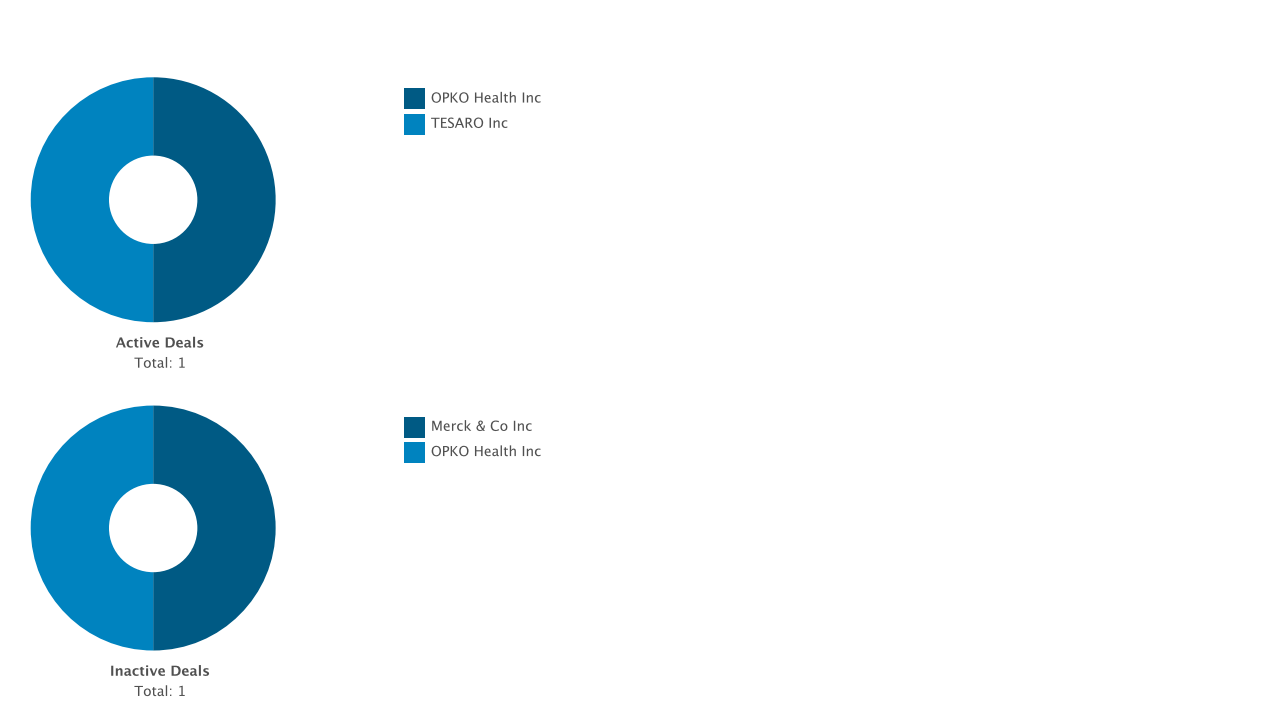 OPKO Health Inc
TESARO Inc
Active Deals
Total: 1
Merck & Co Inc
OPKO Health Inc
Inactive Deals
Total: 1